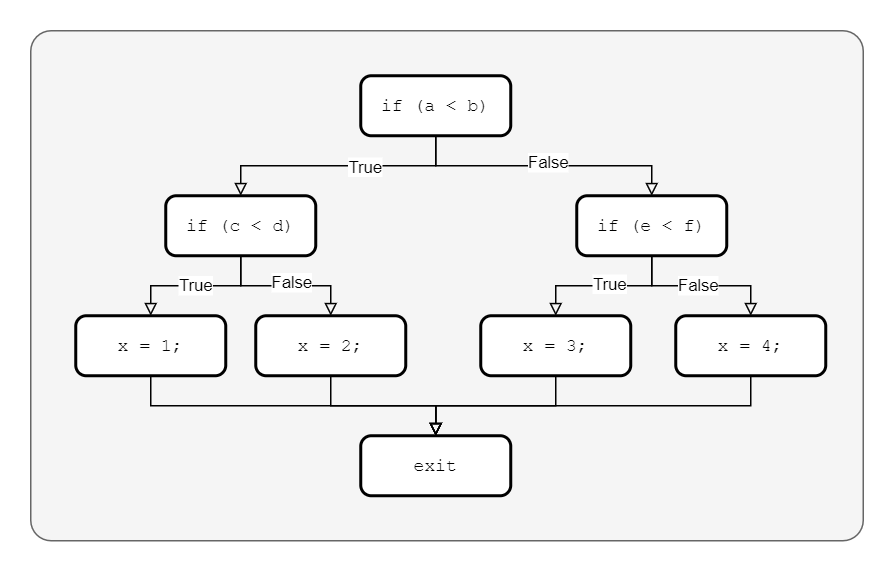 if (a < b)
True
False
if (c < d)
if (e < f)
True
False
True
False
x = 1;
x = 2;
x = 3;
x = 4;
exit